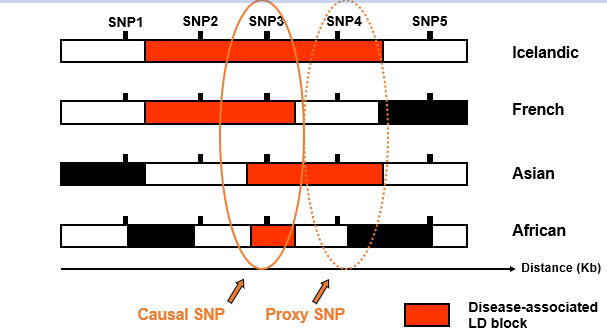 SNP1 SNP2 SNP3 SNP4 SNP5
Icelandic
French
Asian
African
Distance (Kb)
Causal SNP Proxy SNP
Disease-associated
LD block